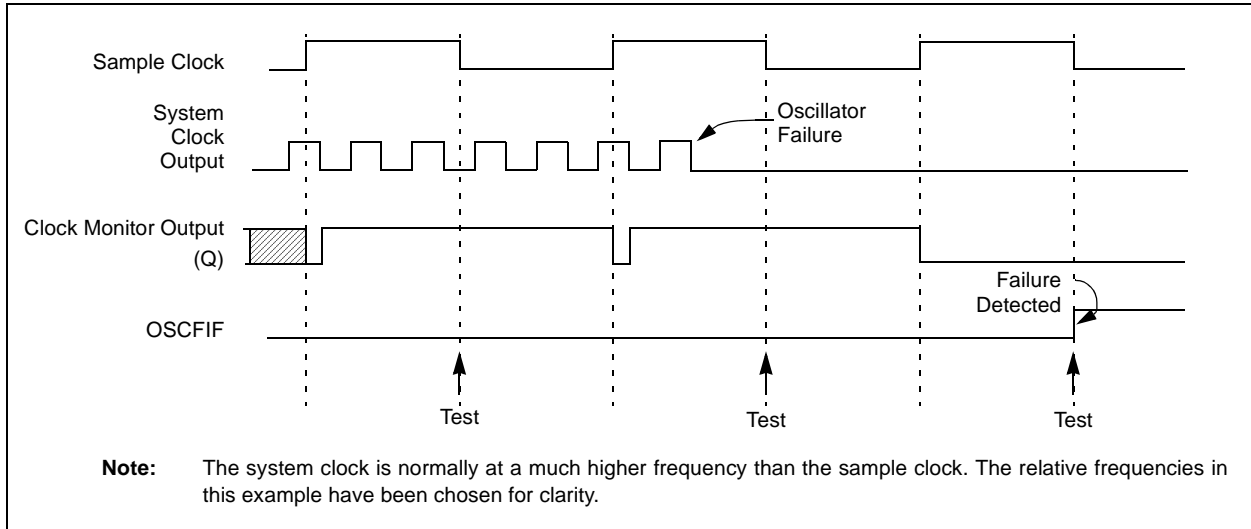 Sample Clock
System
Clock
Output
Oscillator
Failure
Clock Monitor Output
(Q)
Failure
Detected
OSCFIF
Test
Test
Test
Note: The system clock is normally at a much higher frequency than the sample clock. The relative frequencies in
this example have been chosen for clarity.